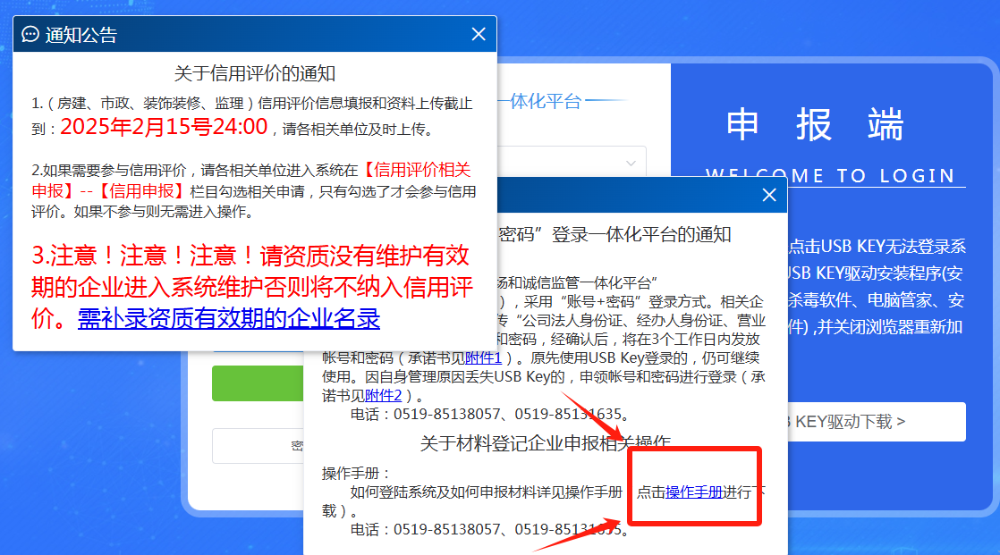 通知公告
关于信用评价的通知
1.（房建、市政、装饰装修、监理）信用评价信息填报和资料上传截止
到：2025年2月15号24:00，请各相关单位及时上传。
2.如果需要参与信用评价，请各相关单位进入系统在【信用评价相关
申报】--【信用申报】栏目勾选相关申请，只有勾选了才会参与信用
评价。如果不参与则无需进入操作。
3.注意！注意！注意！请资质没有维护有效
期的企业进入系统维护否则将不纳入信用评
价。需补录资质有效期的企业名录
一体化平台
申 报 端
WELCOME TO LOGIN
点击USB KEY无法登录系
USB KEY驱动安装程序(安
杀毒软件、电脑管家、安
件) ,并关闭浏览器重新加
KEY驱动下载 >
密
密码”登录一体化平台的通知
场和诚信监管一体化平台”
），采用“账号+密码”登录方式。相关企
传“公司法人身份证、经办人身份证、营业
和密码，经确认后，将在3个工作日内发放
帐号和密码（承诺书见附件1）。原先使用USB Key登录的，仍可继续
使用。因自身管理原因丢失USB Key的，申领帐号和密码进行登录（承
诺书见附件2）。
电话：0519-85138057、0519-85131635。
关于材料登记企业申报相关操作
操作手册：
如何登陆系统及如何申报材料详见操作手册 点击操作手册进行下
载）。
电话：0519-85138057、0519-85131635。